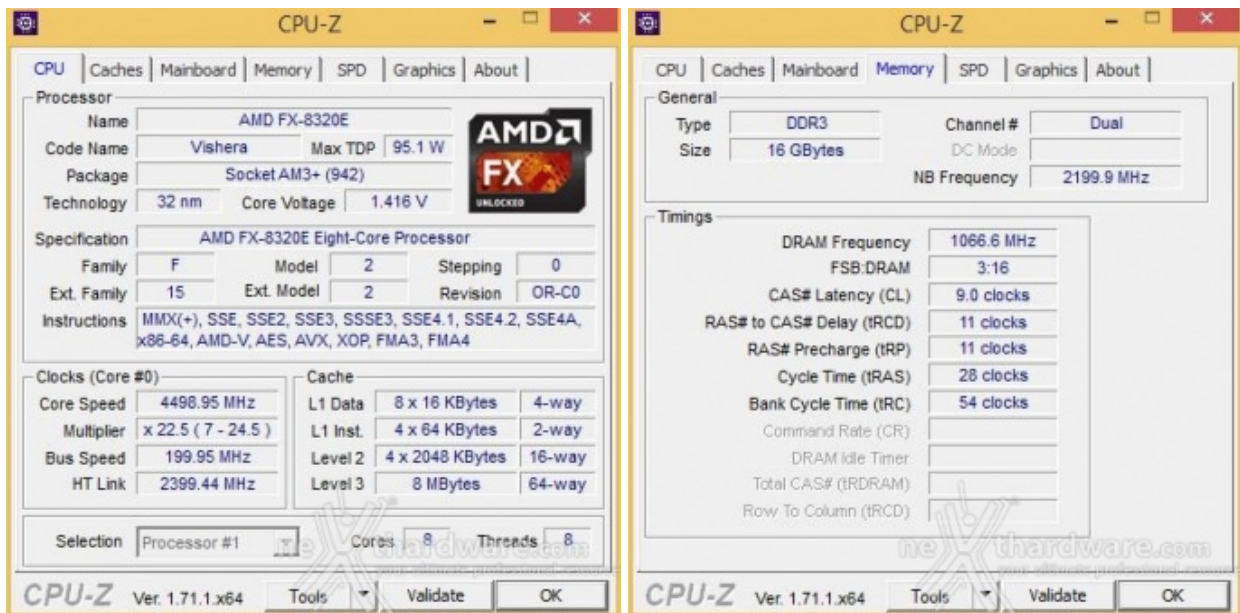 CPU-Z
CPU Caches Mainboard Memory SPD Graphics About
Processor
Name AMD FX-8320E
Code Name Vishera Max TDP 95.1 W
Package Socket AM3+ (942)
Technology 32 nm Core Voltage 1.416 V
AMD
FX
UNLOCKED
Specification AMD FX-8320E Eight-Core Processor
Family F Model 2 Stepping 0
Ext. Family 15 Ext. Model 2 Revision OR-C0
Instructions MMX(+), SSE, SSE2, SSE3, SSSE3, SSE4.1, SSE4.2, SSE4A,
x86-64, AMD-V, AES, AVX, XOP, FMA3, FMA4
Clocks (Core #0)
Core Speed 4498.95 MHz
Multiplier x 22.5 ( 7 - 24.5 )
Bus Speed 199.95 MHz
HT Link 2399.44 MHz
Cache
L1 Data 8 x 16 KBytes 4-way
L1 Inst. 4 x 64 KBytes 2-way
Level 2 4 x 2048 KBytes 16-way
Level 3 8 MBytes 64-way
Selection Processor #1 Cores 8 Threads 8
CPU-Z Ver. 1.71.1.x64 Tools Validate OK
CPU-Z
CPU Caches Mainboard Memory SPD Graphics About
General
Type DDR3 Channel # Dual
Size 16 GBytes DC Mode
NB Frequency 2199.9 MHz
Timings
DRAM Frequency 1066.6 MHz
FSB:DRAM 3:16
CAS# Latency (CL) 9.0 clocks
RAS# to CAS# Delay (tRCD) 11 clocks
RAS# Precharge (tRP) 11 clocks
Cycle Time (tRAS) 28 clocks
Bank Cycle Time (tRC) 54 clocks
Command Rate (CR)
DRAM Idle Timer
Total CAS# (tRDRAM)
Row To Column (tRCD)
nexthardware.com
CPU-Z Ver. 1.71.1.x64 Tools Validate OK